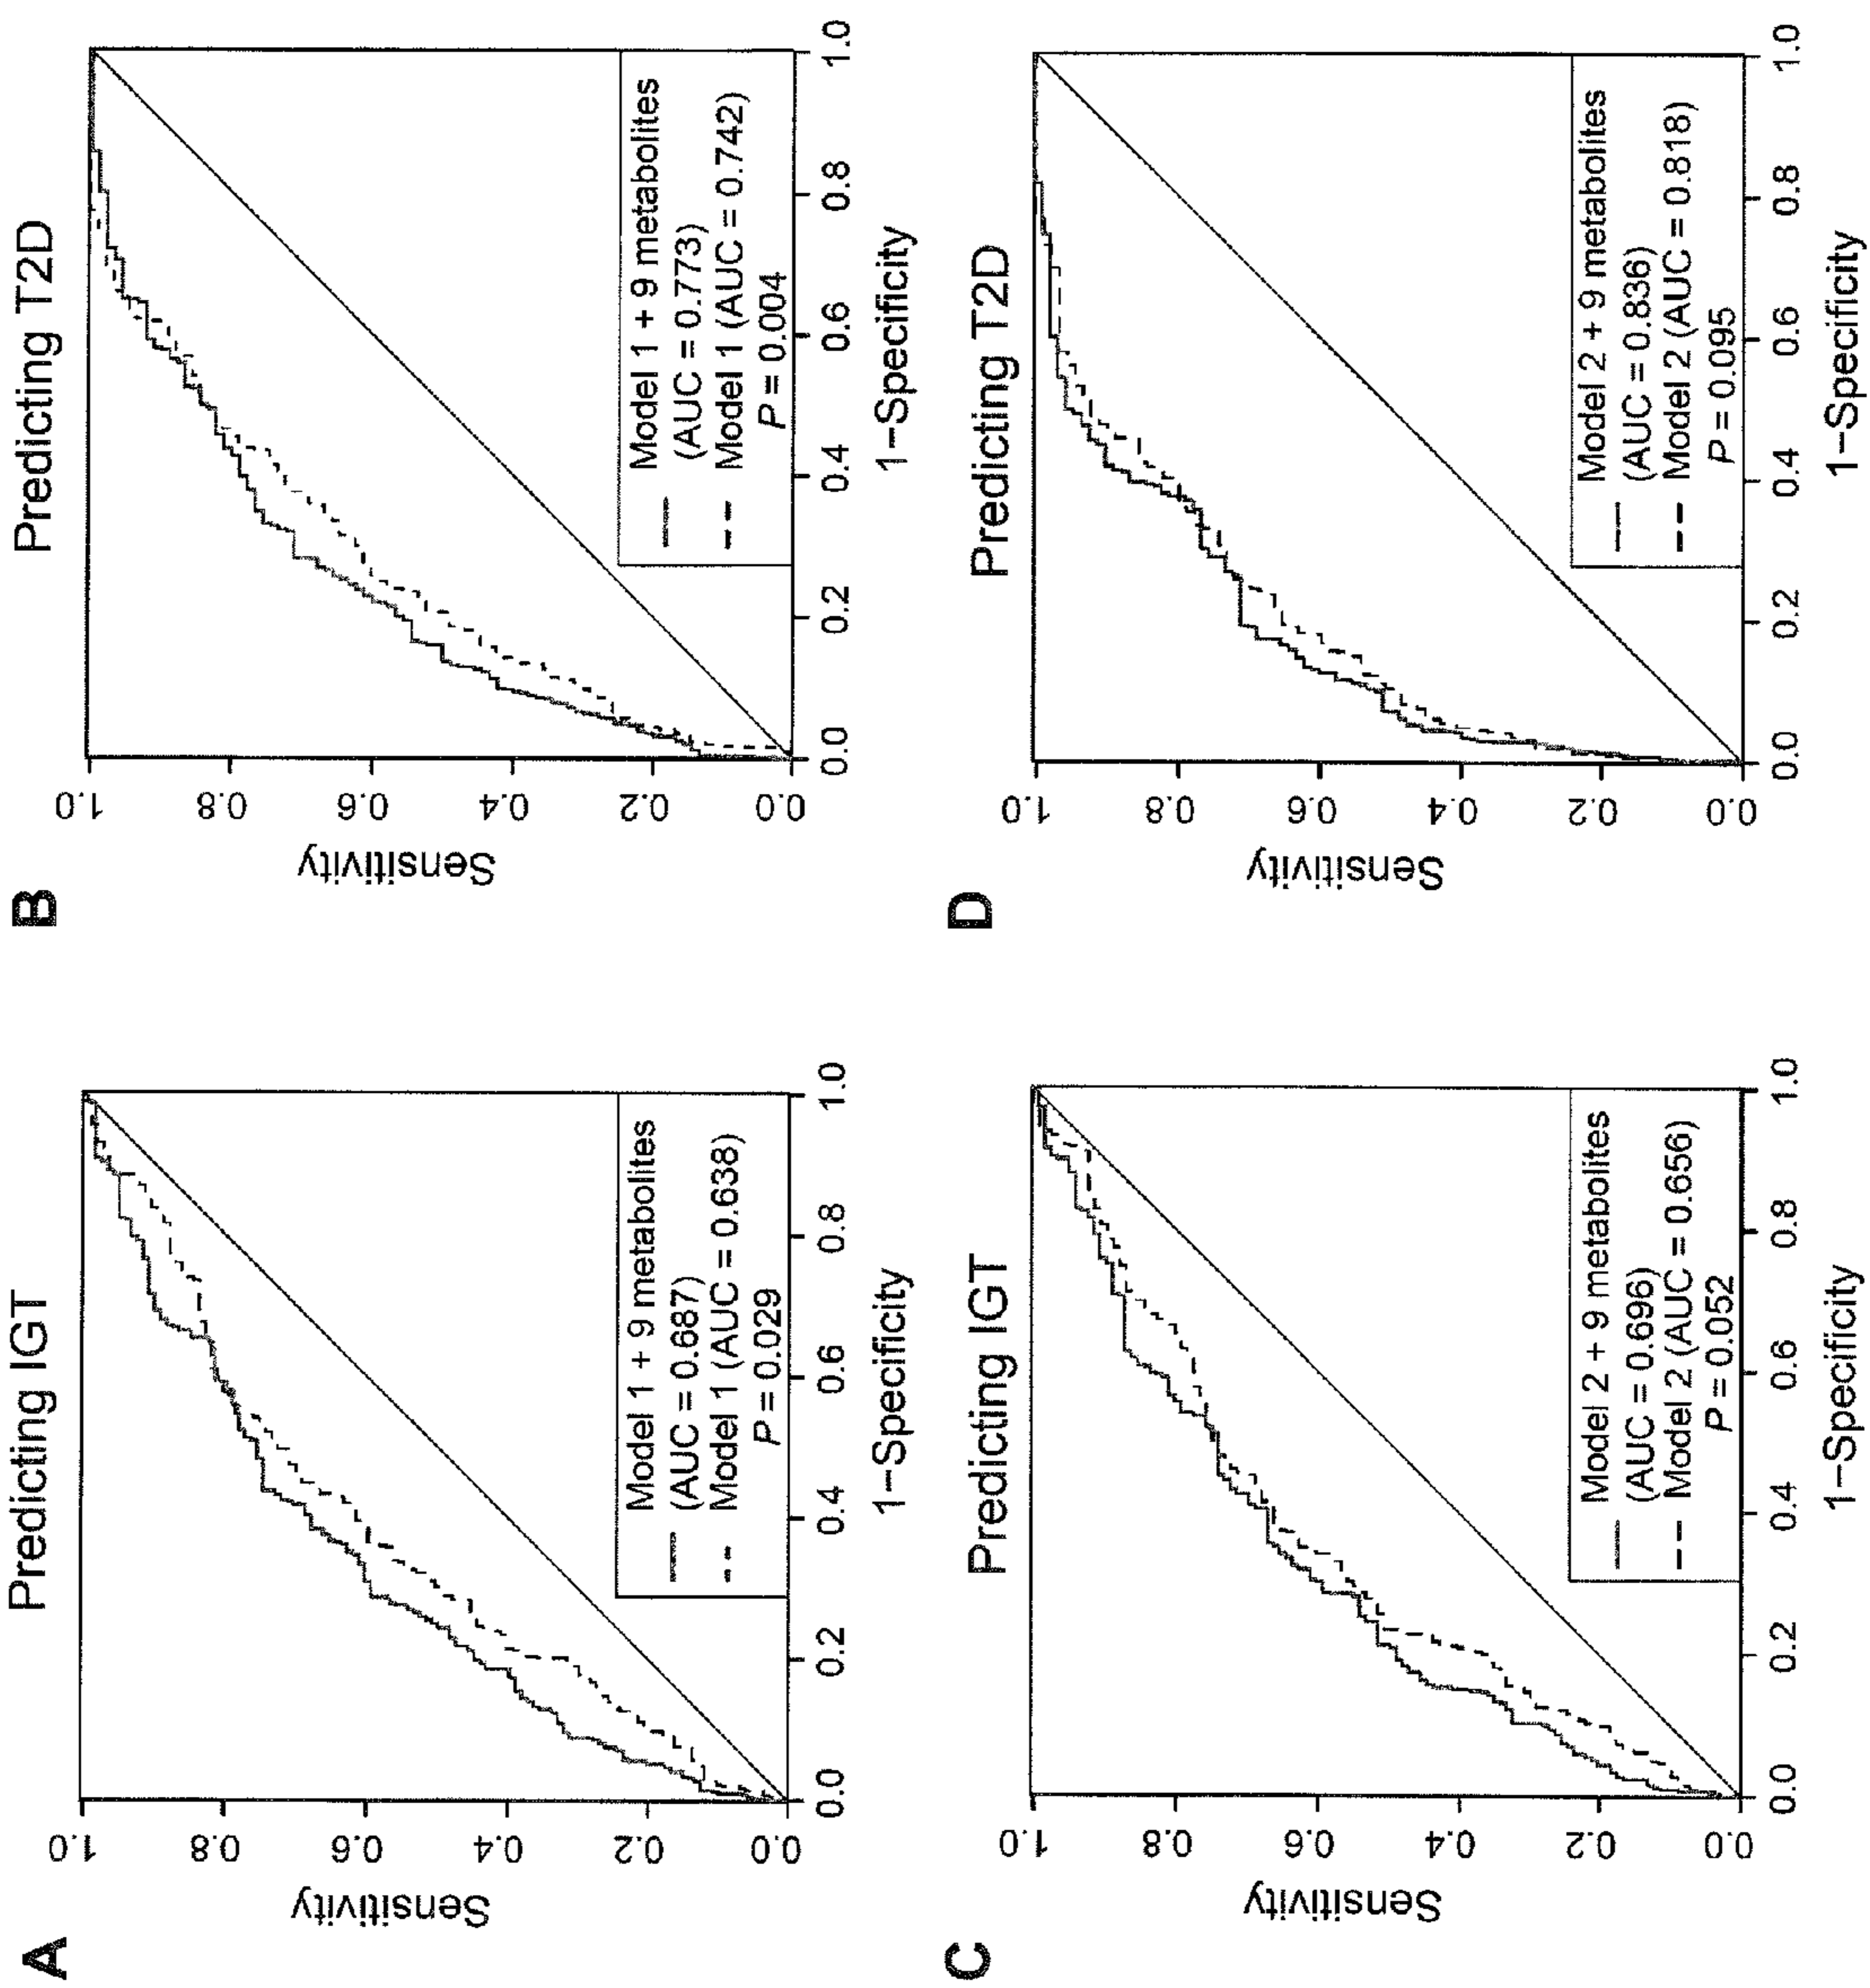 A
Predicting IGT
Sensitivity
1.0
0.8
0.6
0.4
0.2
0.0
Model 1 + 9 metabolites
(AUC = 0.687)
Model 1 (AUC = 0.638)
P = 0.029
0.0 0.2 0.4 0.6 0.8 1.0
1−Specificity
B
Predicting T2D
Sensitivity
1.0
0.8
0.6
0.4
0.2
0.0
Model 1 + 9 metabolites
(AUC = 0.773)
Model 1 (AUC = 0.742)
P = 0.004
0.0 0.2 0.4 0.6 0.8 1.0
1−Specificity
C
Predicting IGT
Sensitivity
1.0
0.8
0.6
0.4
0.2
0.0
Model 2 + 9 metabolites
(AUC = 0.696)
Model 2 (AUC = 0.656)
P = 0.052
0.0 0.2 0.4 0.6 0.8 1.0
1−Specificity
D
Predicting T2D
Sensitivity
1.0
0.8
0.6
0.4
0.2
0.0
Model 2 + 9 metabolites
(AUC = 0.836)
Model 2 (AUC = 0.818)
P = 0.095
0.0 0.2 0.4 0.6 0.8 1.0
1−Specificity